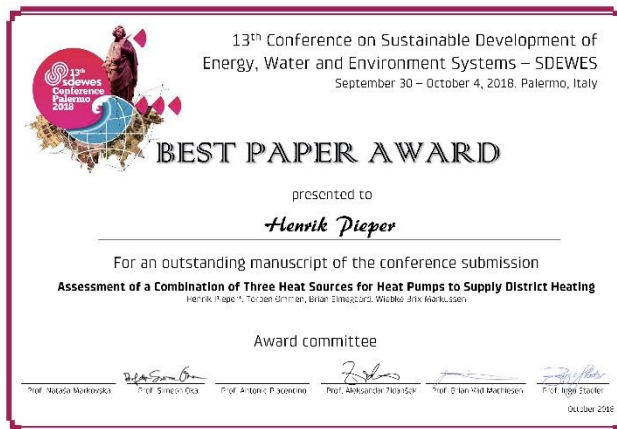 13th
sdewes
Conference
Palermo
2018
13th Conference on Sustainable Development of
Energy, Water and Environment Systems – SDEWES
September 30 – October 4, 2018, Palermo, Italy
BEST PAPER AWARD
presented to
Henrik Pieper
For an outstanding manuscript of the conference submission
Assessment of a Combination of Three Heat Sources for Heat Pumps to Supply District Heating
Henrik Pieper*, Torben Ommen, Brian Elmegaard, Wiebke Brix Markussen
Award committee
Prof. Nataša Markovska Prof. Simeon Oka Prof. Antonio Piacentino Prof. Aleksandar Zidanšek Prof. Brian Vad Mathiesen Prof. Ingo Stadler
October 2018